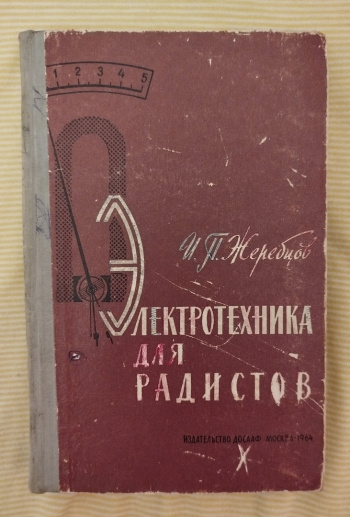 1 2 3 4 5
И. П. Жеребцов
ЭЛЕКТРОТЕХНИКА
ДЛЯ
РАДИСТОВ
ИЗДАТЕЛЬСТВО ДОСААФ МОСКВА-1964